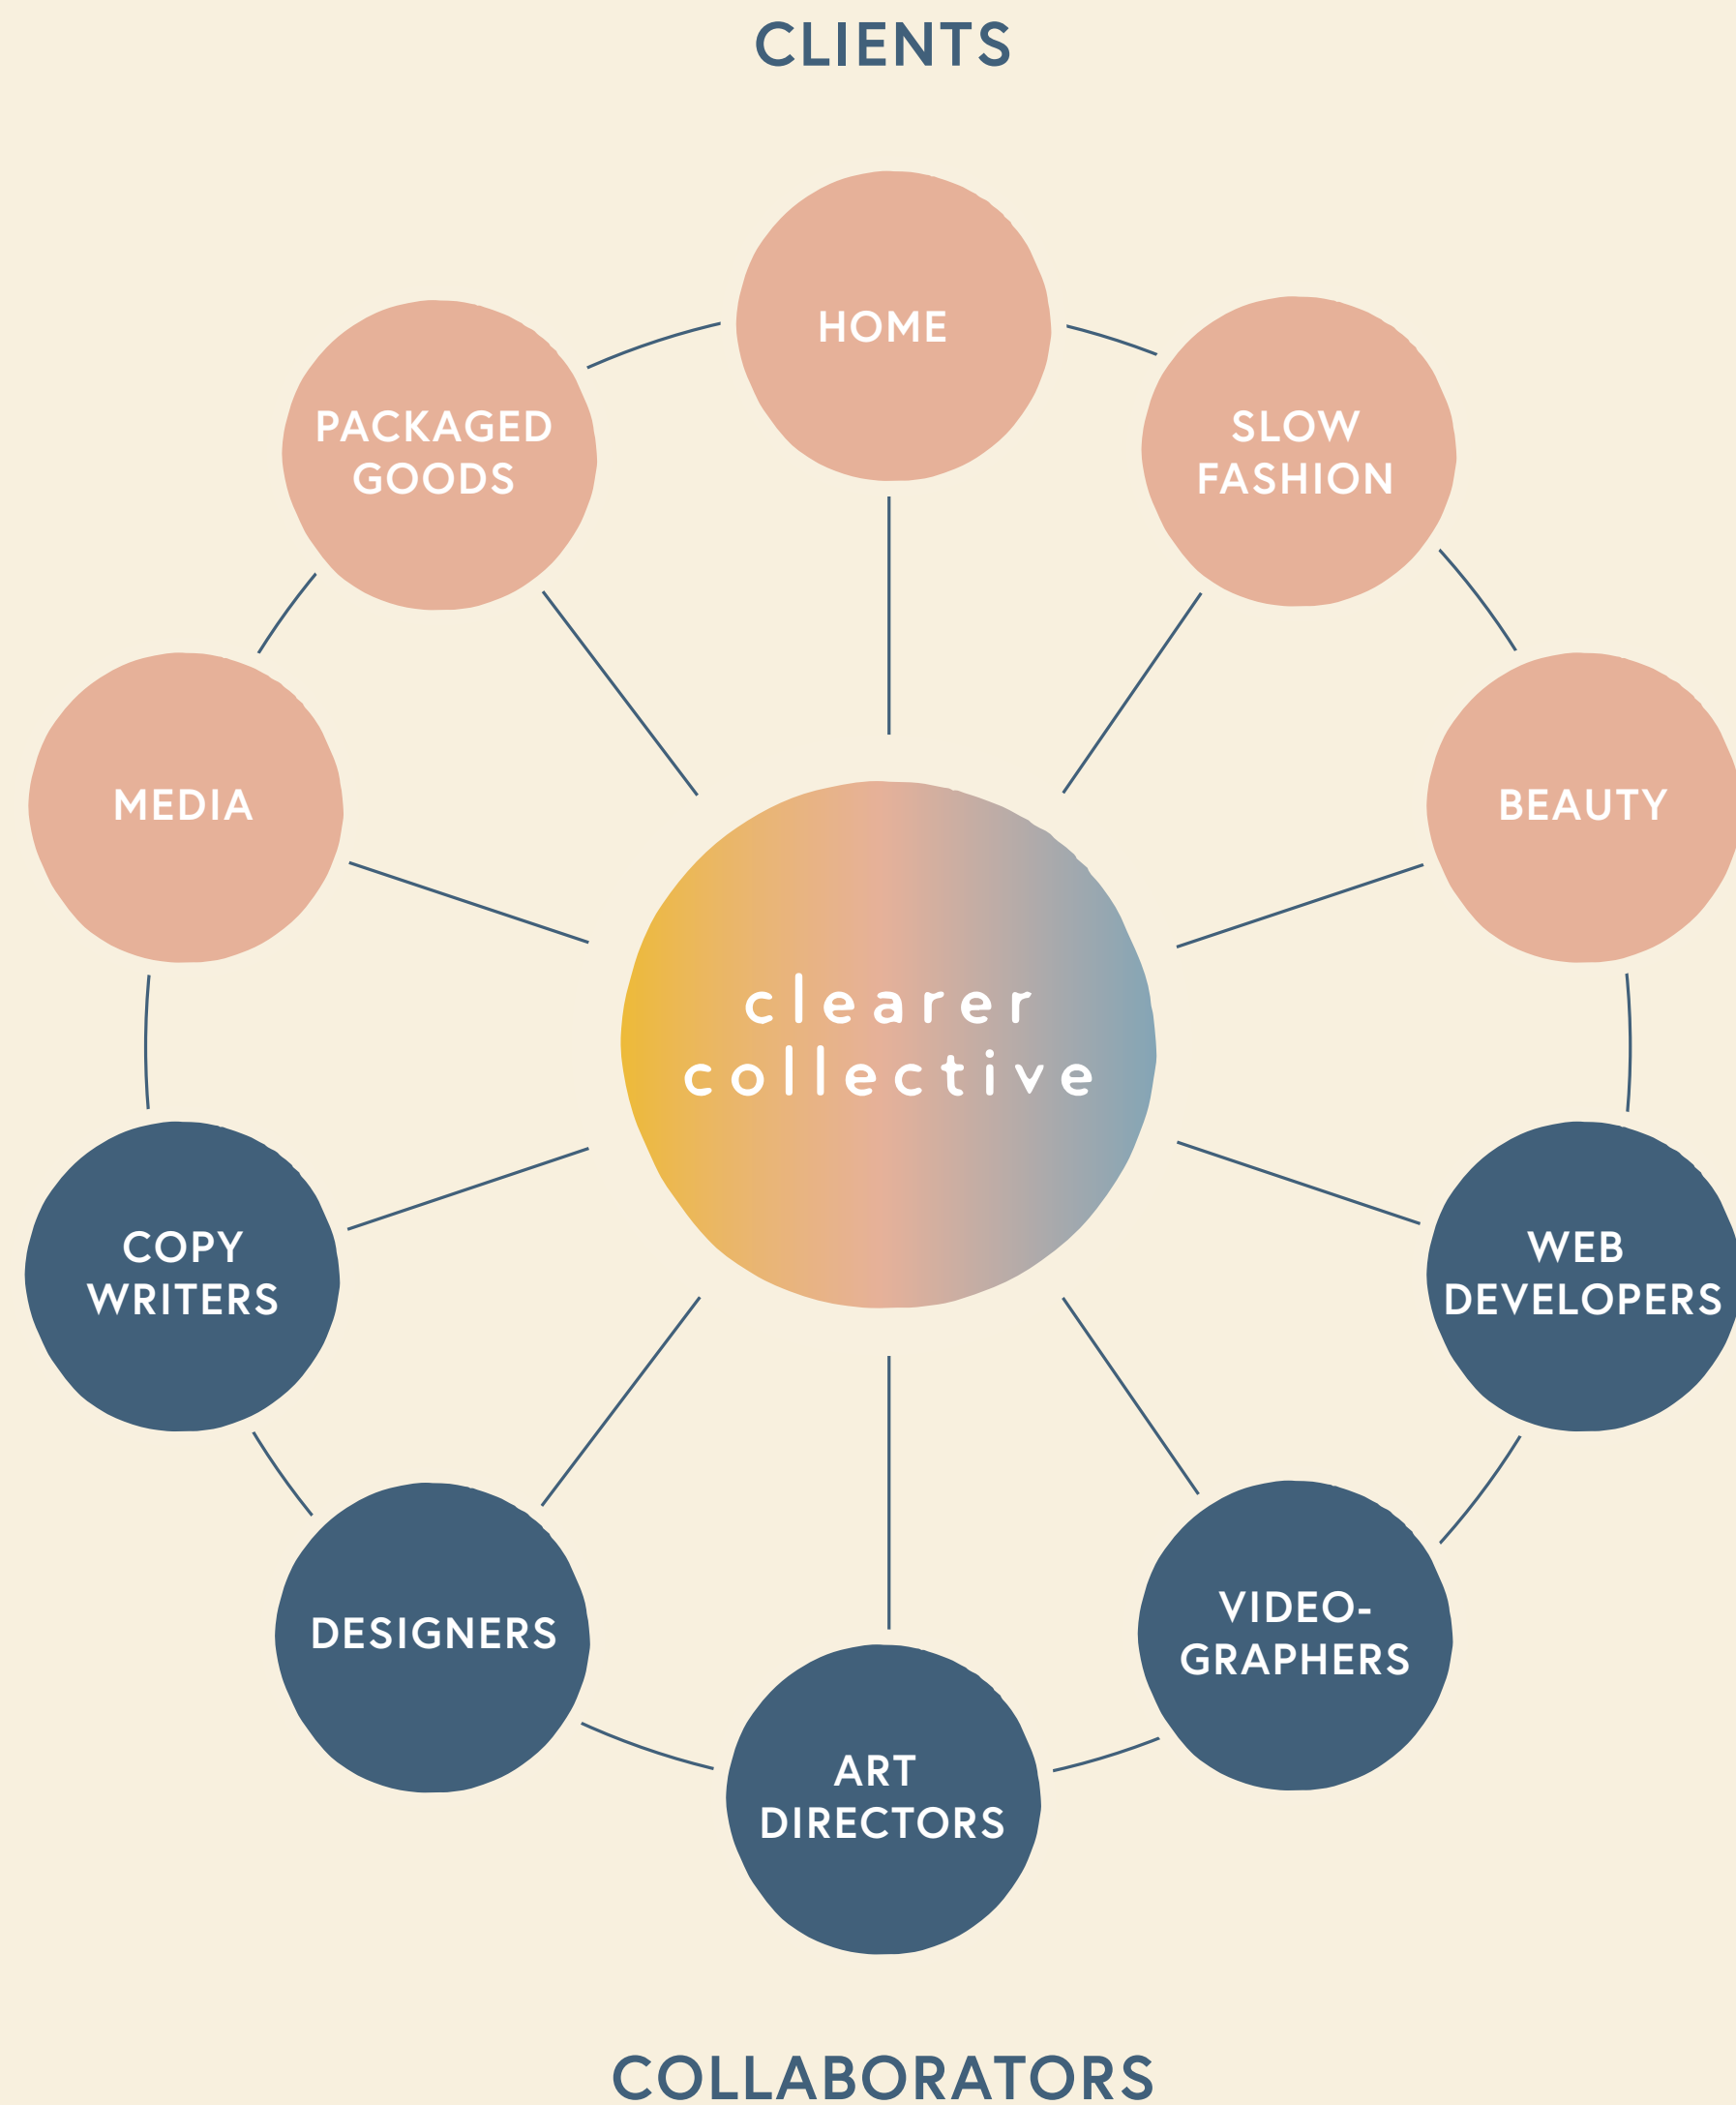 CLIENTS
HOME
PACKAGED
GOODS
SLOW
FASHION
MEDIA
BEAUTY
clearer
collective
COPY
WRITERS
WEB
DEVELOPERS
DESIGNERS
VIDEO-
GRAPHERS
ART
DIRECTORS
COLLABORATORS